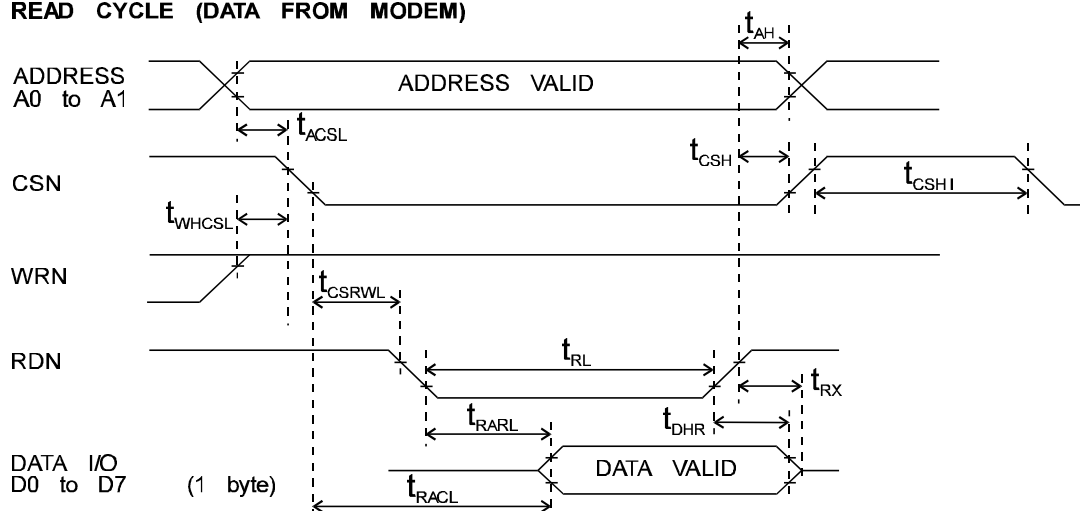 READ CYCLE (DATA FROM MODEM)
tAH
ADDRESS
A0 to A1
ADDRESS VALID
tACSL
tCSH
CSN
tCSHI
tWHCSL
WRN
tCSRWL
RDN
tRL
tRX
tRARL
tDHR
DATA I/O
D0 to D7 (1 byte)
DATA VALID
tRACL